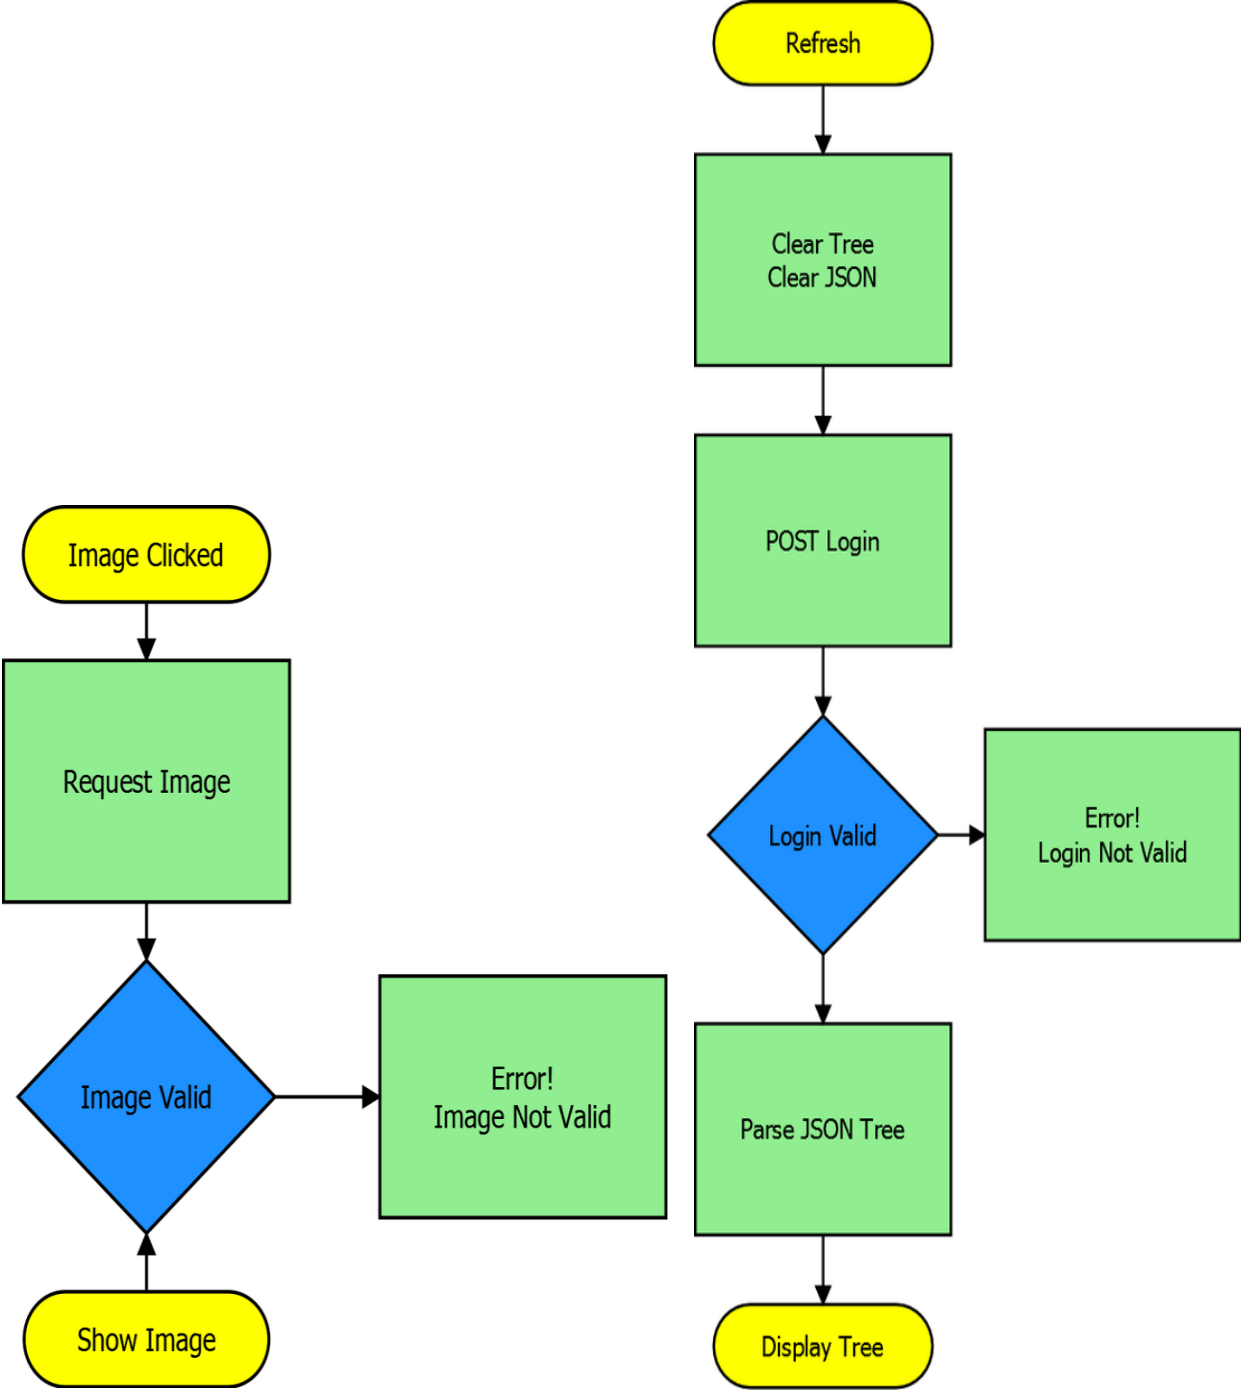 Refresh
Clear Tree
Clear JSON
POST Login
Login Valid
Error!
Login Not Valid
Parse JSON Tree
Display Tree
Image Clicked
Request Image
Image Valid
Error!
Image Not Valid
Show Image